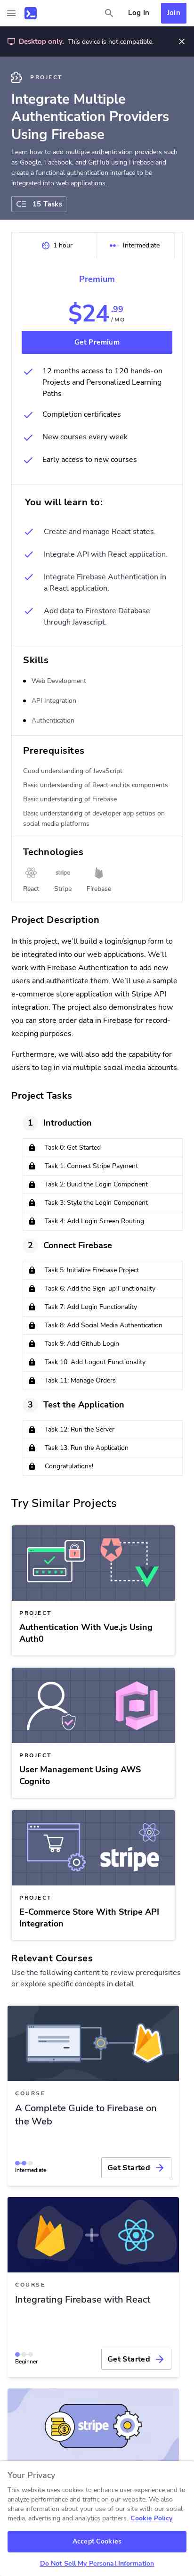 Log In
Join
Desktop only. This device is not compatible.
PROJECT
Integrate Multiple
Authentication Providers
Using Firebase
Learn how to add multiple authentication providers such
as Google, Facebook, and GitHub using Firebase and
create a functional authentication interface to be
integrated into web applications.
15 Tasks
1 hour
Intermediate
Premium
$24.99
/ MO
Get Premium
12 months access to 120 hands-on
Projects and Personalized Learning
Paths
Completion certificates
New courses every week
Early access to new courses
You will learn to:
Create and manage React states.
Integrate API with React application.
Integrate Firebase Authentication in
a React application.
Add data to Firestore Database
through Javascript.
Skills
Web Development
API Integration
Authentication
Prerequisites
Good understanding of JavaScript
Basic understanding of React and its components
Basic understanding of Firebase
Basic understanding of developer app setups on
social media platforms
Technologies
stripe
React
Stripe
Firebase
Project Description
In this project, we’ll build a login/signup form to
be integrated into our web applications. We’ll
work with Firebase Authentication to add new
users and authenticate them. We’ll use a sample
e-commerce store application with Stripe API
integration. The project also demonstrates how
you can store order data in Firebase for record-
keeping purposes.
Furthermore, we will also add the capability for
users to log in via multiple social media accounts.
Project Tasks
1 Introduction
Task 0: Get Started
Task 1: Connect Stripe Payment
Task 2: Build the Login Component
Task 3: Style the Login Component
Task 4: Add Login Screen Routing
2 Connect Firebase
Task 5: Initialize Firebase Project
Task 6: Add the Sign-up Functionality
Task 7: Add Login Functionality
Task 8: Add Social Media Authentication
Task 9: Add Github Login
Task 10: Add Logout Functionality
Task 11: Manage Orders
3 Test the Application
Task 12: Run the Server
Task 13: Run the Application
Congratulations!
Try Similar Projects
PROJECT
Authentication With Vue.js Using
Auth0
PROJECT
User Management Using AWS
Cognito
stripe
PROJECT
E-Commerce Store With Stripe API
Integration
Relevant Courses
Use the following content to review prerequisites
or explore specific concepts in detail.
COURSE
A Complete Guide to Firebase on
the Web
Intermediate
Get Started
COURSE
Integrating Firebase with React
Beginner
Get Started
stripe
Your Privacy
This website uses cookies to enhance user experience and to
analyze performance and traffic on our website. We also
share information about your use of our site with our social
media, advertising and analytics partners. Cookie Policy
Accept Cookies
Do Not Sell My Personal Information